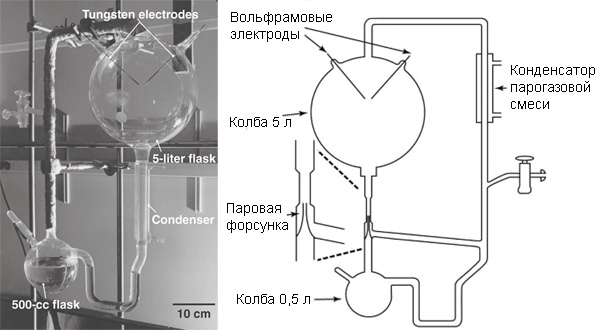 Tungsten electrodes
5-liter flask
Condenser
500-cc flask
10 cm
Вольфрамовые
электроды
Колба 5 л
Конденсатор
парогазовой
смеси
Паровая
форсунка
Колба 0,5 л